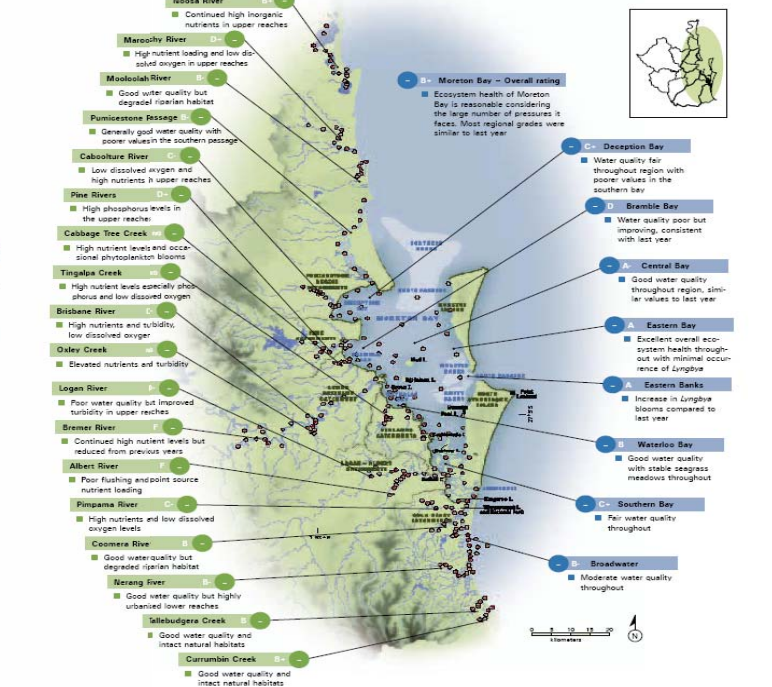 Noosa River B-
Continued high inorganic
nutrients in upper reaches
Maroochy River D+
High nutrient loading and low dis-
solved oxygen in upper reaches
Mooloolah River B-
Good water quality but
degraded riparian habitat
Pumicestone Passage B-
Generally good water quality with
poorer values in the southern passage
Caboolture River C-
Low dissolved oxygen and
high nutrients in upper reaches
Pine Rivers D+
High phosphorus levels in
the upper reaches
Cabbage Tree Creek
High nutrient levels and occa-
sional phytoplankton blooms
Tingalpa Creek
High nutrient levels especially phos
phorus and low dissolved oxygen
Brisbane River
High nutrients and turbidity,
low dissolved oxygen
Oxley Creek
Elevated nutrients and turbidity
Logan River
Poor water quality but improved
turbidity in upper reaches
Bremer River F
Continued high nutrient levels but
reduced from previous years
Albert River F
Poor flushing and point source
nutrient loading
Pimpama River C-
High nutrients and low dissolved
oxygen levels
Coomera River B
Good water quality but
degraded riparian habitat
Nerang River B-
Good water quality but highly
urbanised lower reaches
Tallebudgera Creek B
Good water quality and
intact natural habitats
Currumbin Creek B+
Good water quality and
intact natural habitats
B+ Moreton Bay – Overall rating
Ecosystem health of Moreton
Bay is reasonable considering
the large number of pressures it
faces. Most regional grades were
similar to last year
C+ Deception Bay
Water quality fair
throughout region with
poorer values in the
southern bay
D Bramble Bay
Water quality poor but
improving, consistent
with last year
A- Central Bay
Good water quality
throughout region, simi-
lar values to last year
A Eastern Bay
Excellent overall eco-
system health through-
out with minimal occur-
rence of Lyngbya
A Eastern Banks
Increase in Lyngbya
blooms compared to
last year
B Waterloo Bay
Good water quality
with stable seagrass
meadows throughout
C+ Southern Bay
Fair water quality
throughout
B- Broadwater
Moderate water quality
throughout
MORETON BAY
0 5 10 15 20
kilometers
N